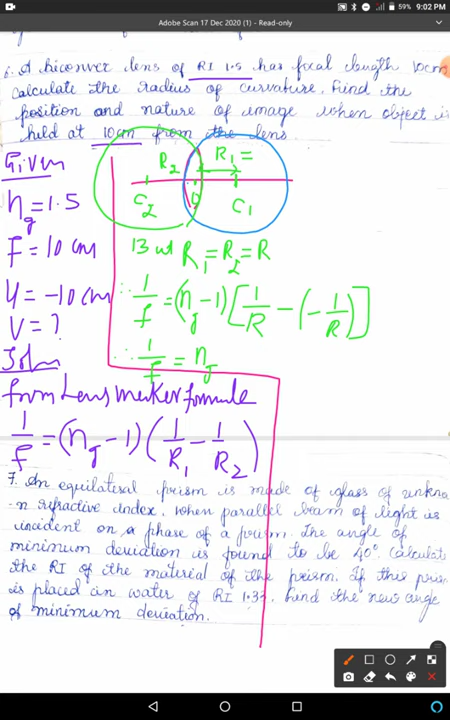 59% 9:02 PM
Adobe Scan 17 Dec 2020 (1) - Read-only
6. A biconvex lens of RI 1.5 has focal length 10cm
calculate the radius of curvature. Find the
position and nature of image when object is
held at 10cm from the lens.
Given
n_g = 1.5
F = 10 cm
u = -10 cm
V = ?
Soln
R_2 R_1 =
C_2 O C_1
But R_1 = R_2 = R
∴ 1/f = (n_g - 1) [1/R - (-1/R)]
∴ 1/f = n_g
from Lens maker formule
1/f = (n_g - 1) (1/R_1 - 1/R_2)
7. An equilateral prism is made of glass of unkno
-n refractive index. When parallel beam of light is
incident on a phase of a prism. The angle of
minimum deviation is found to be 40°. Calculate
the RI of the material of the prism. If this pris
is placed in water of RI 1.33. Find the new angle
of minimum deviation.